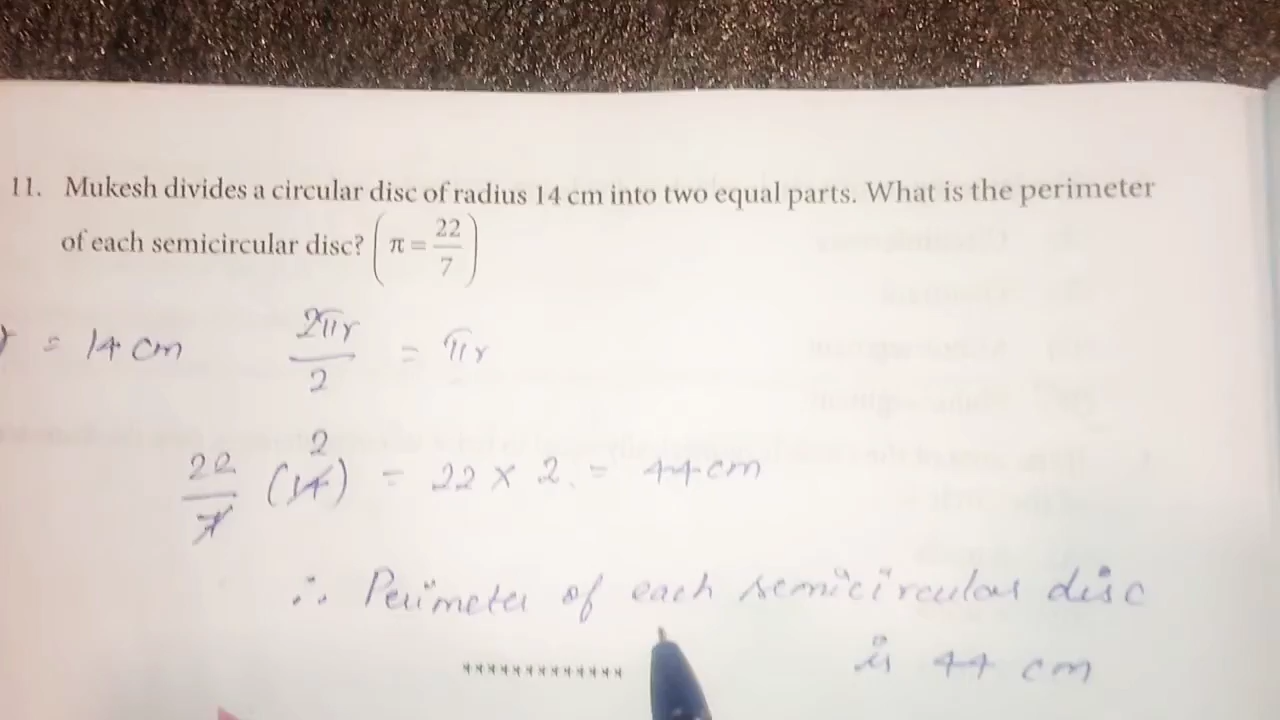 11. Mukesh divides a circular disc of radius 14 cm into two equal parts. What is the perimeter
of each semicircular disc? (π = 22/7)
r = 14 cm 2πr/2 = πr
22/7 (14) 2 = 22 × 2 = 44 cm
∴ Perimeter of each semicircular disc
is 44 cm
*************